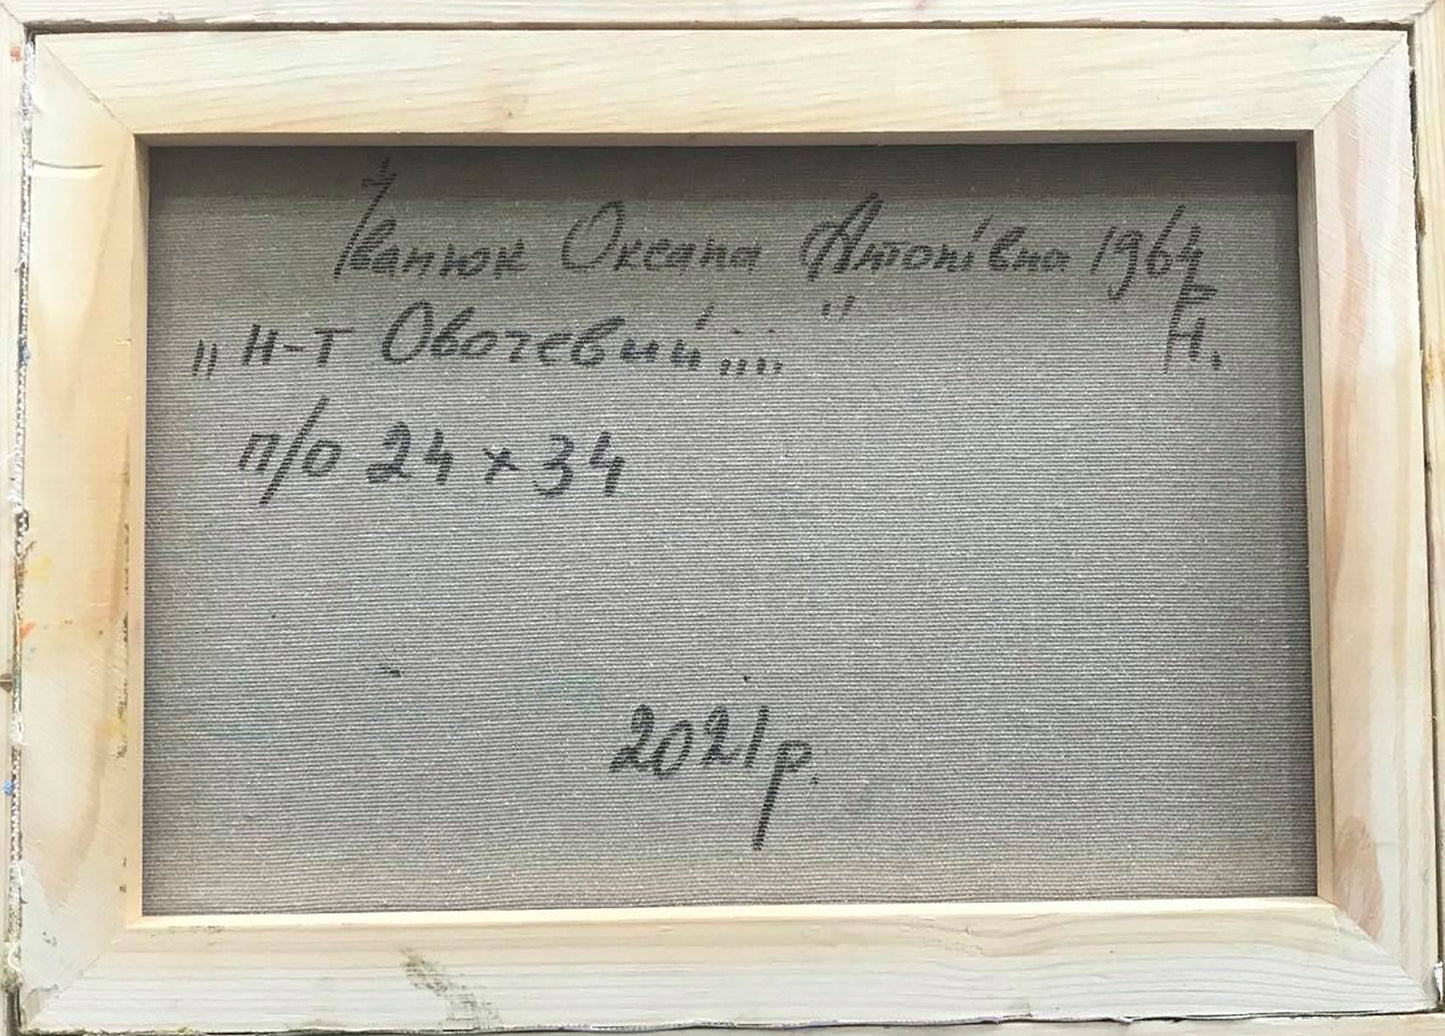 Іванюк Оксана Антонівна 1964
р
Н.
„Н-т Овочевий....."
п/о 24 х 34
2021р.